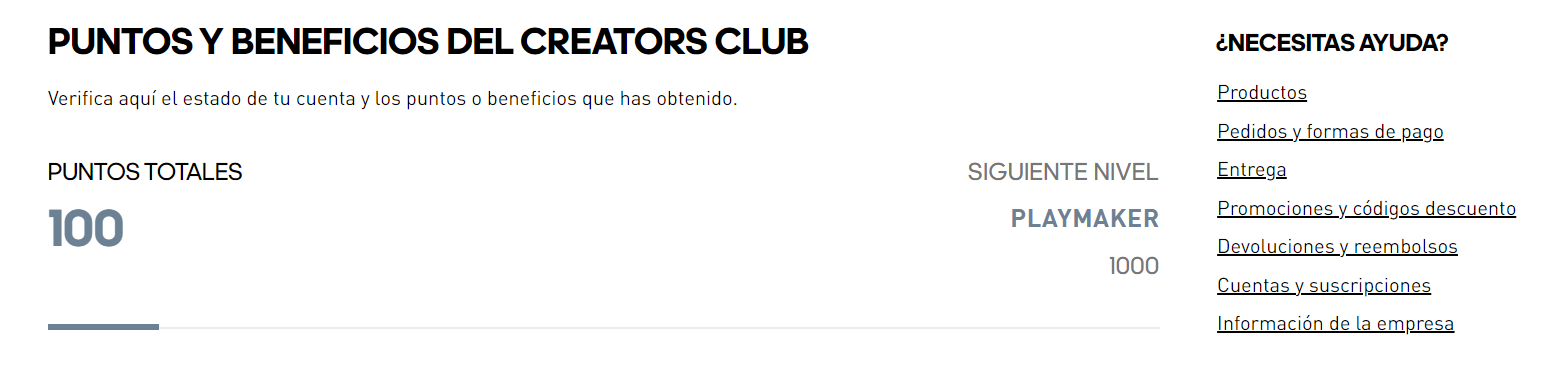 PUNTOS Y BENEFICIOS DEL CREATORS CLUB
Verifica aquí el estado de tu cuenta y los puntos o beneficios que has obtenido.
PUNTOS TOTALES
100
SIGUIENTE NIVEL
PLAYMAKER
1000
¿NECESITAS AYUDA?
Productos
Pedidos y formas de pago
Entrega
Promociones y códigos descuento
Devoluciones y reembolsos
Cuentas y suscripciones
Información de la empresa